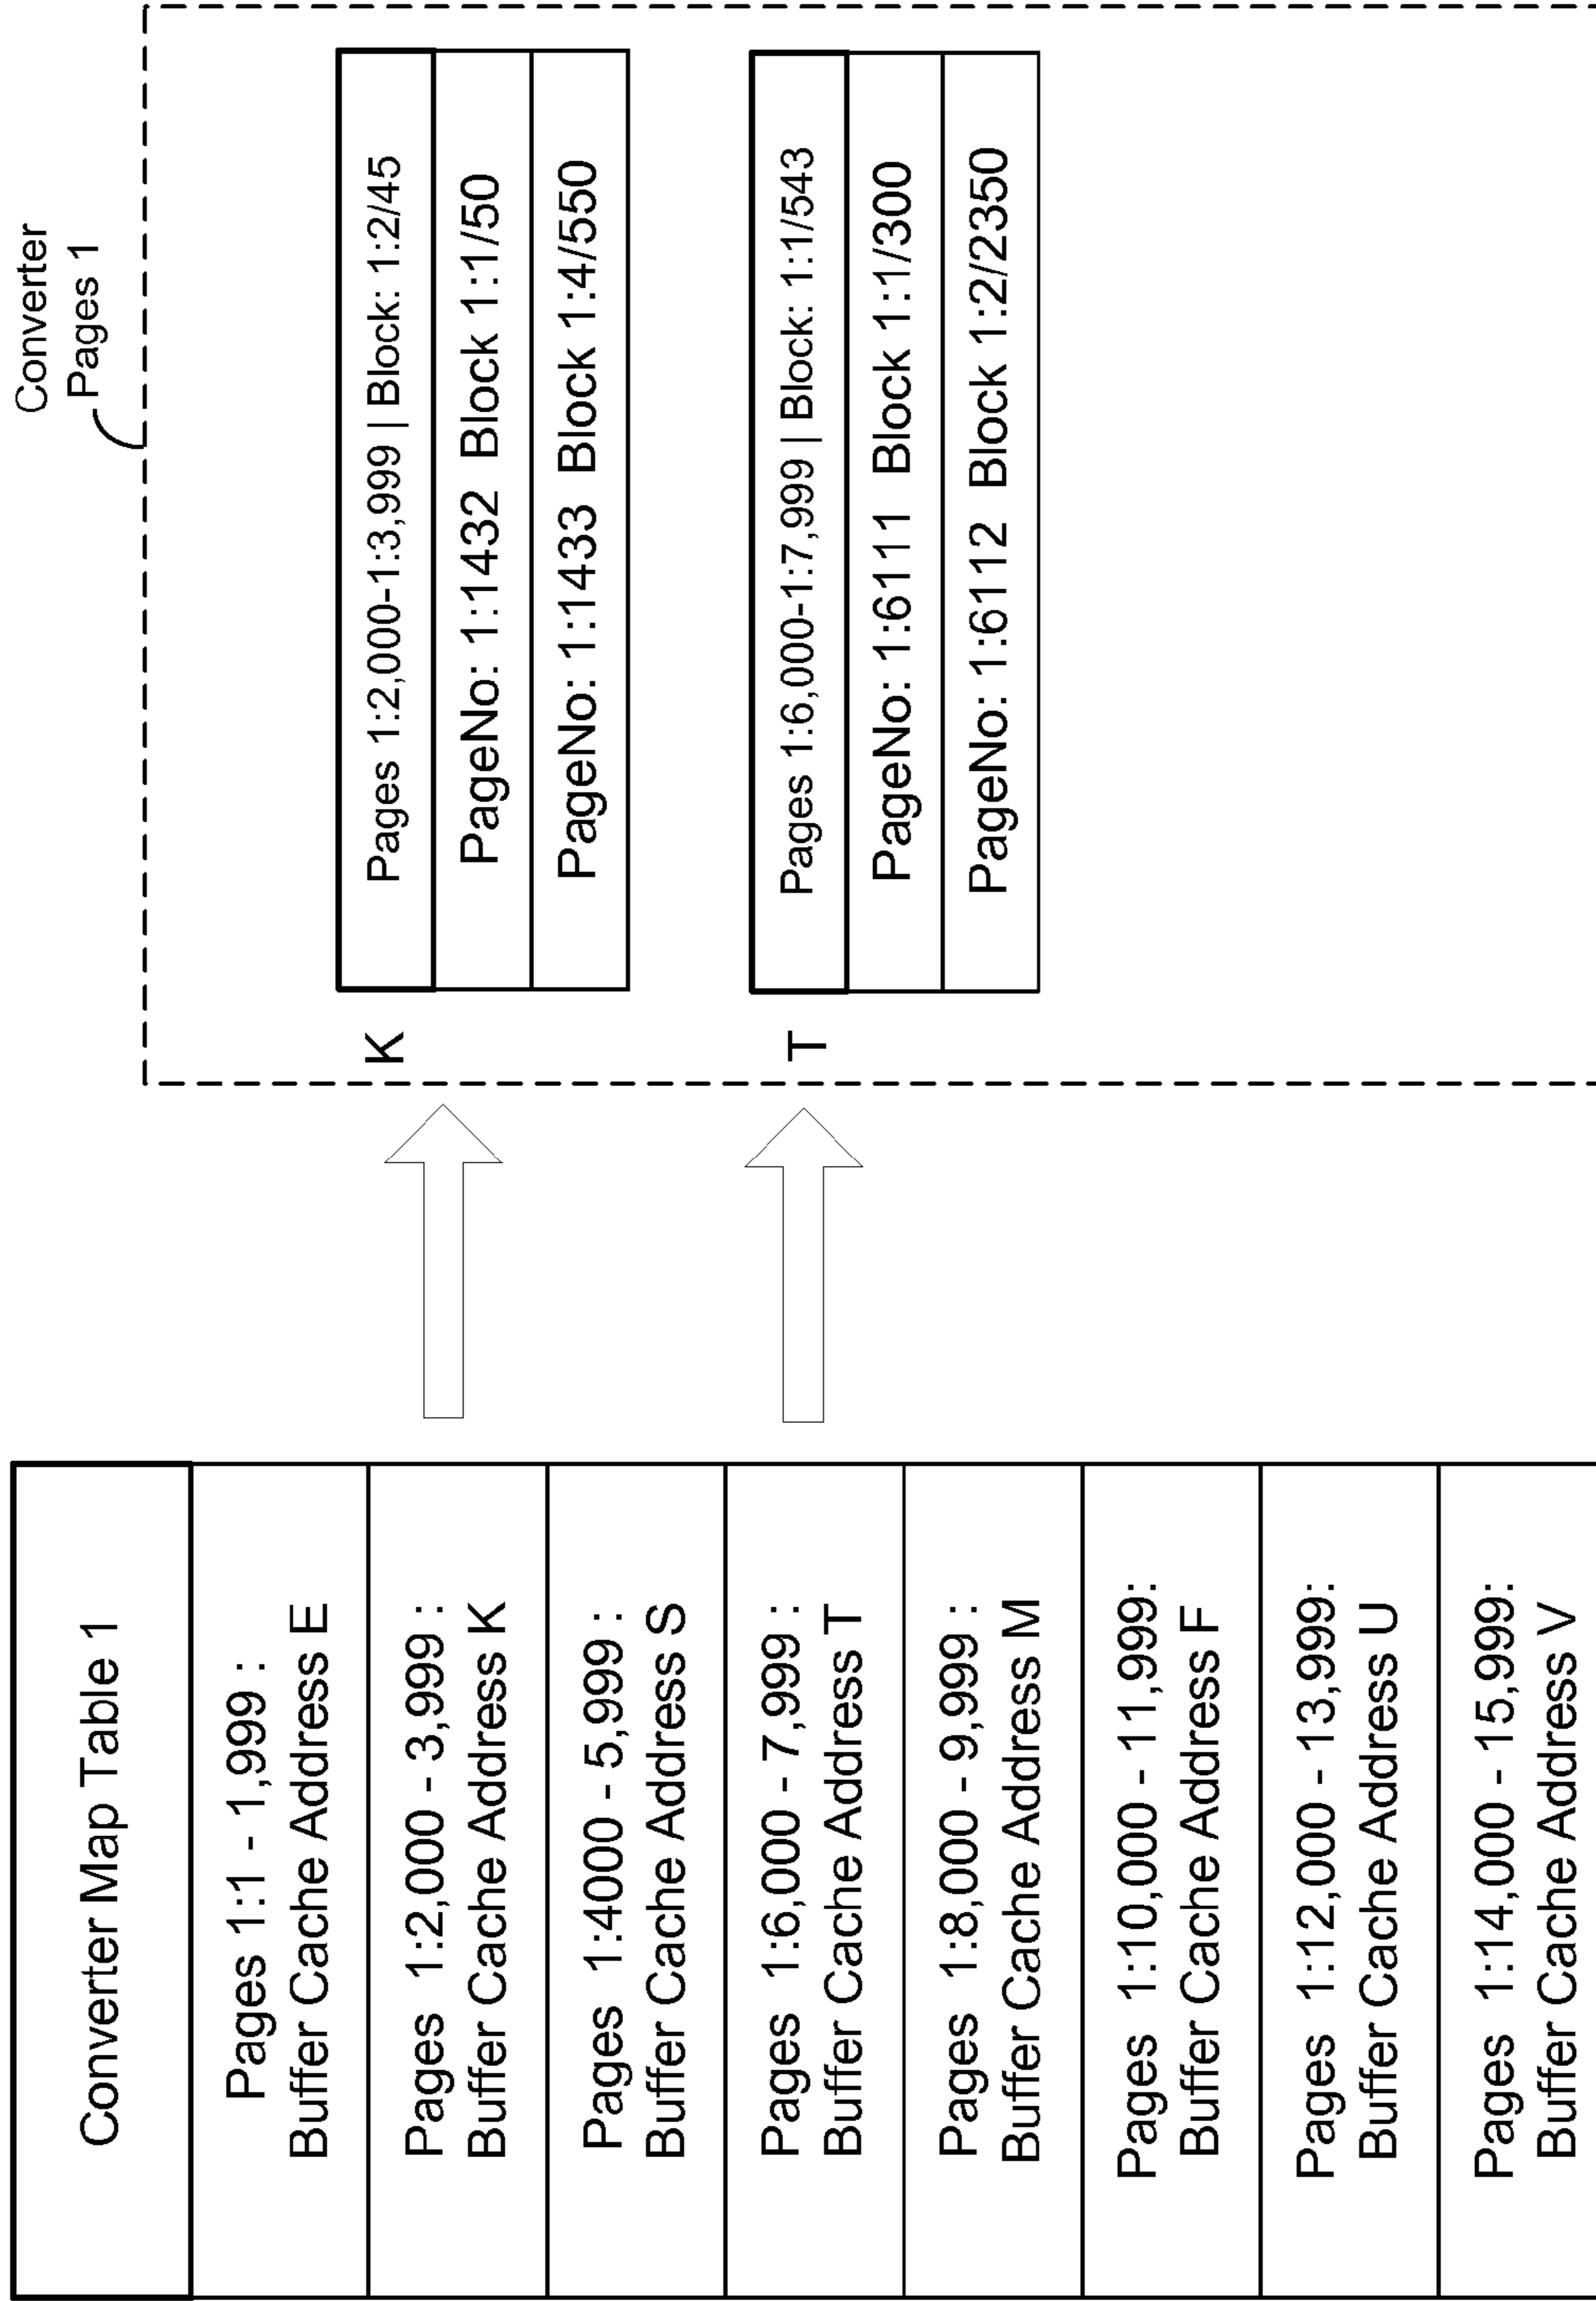 Converter Map Table 1
Pages 1:1 - 1,999 :
Buffer Cache Address E
Pages 1:2,000 - 3,999 :
Buffer Cache Address K
Pages 1:4000 - 5,999 :
Buffer Cache Address S
Pages 1:6,000 - 7,999 :
Buffer Cache Address T
Pages 1:8,000 - 9,999 :
Buffer Cache Address M
Pages 1:10,000 - 11,999:
Buffer Cache Address F
Pages 1:12,000 - 13,999:
Buffer Cache Address U
Pages 1:14,000 - 15,999:
Buffer Cache Address V
Converter
Pages 1
K
Pages 1:2,000-1:3,999 | Block: 1:2/45
PageNo: 1:1432 Block 1:1/50
PageNo: 1:1433 Block 1:4/550
T
Pages 1:6,000-1:7,999 | Block: 1:1/543
PageNo: 1:6111 Block 1:1/300
PageNo: 1:6112 Block 1:2/2350